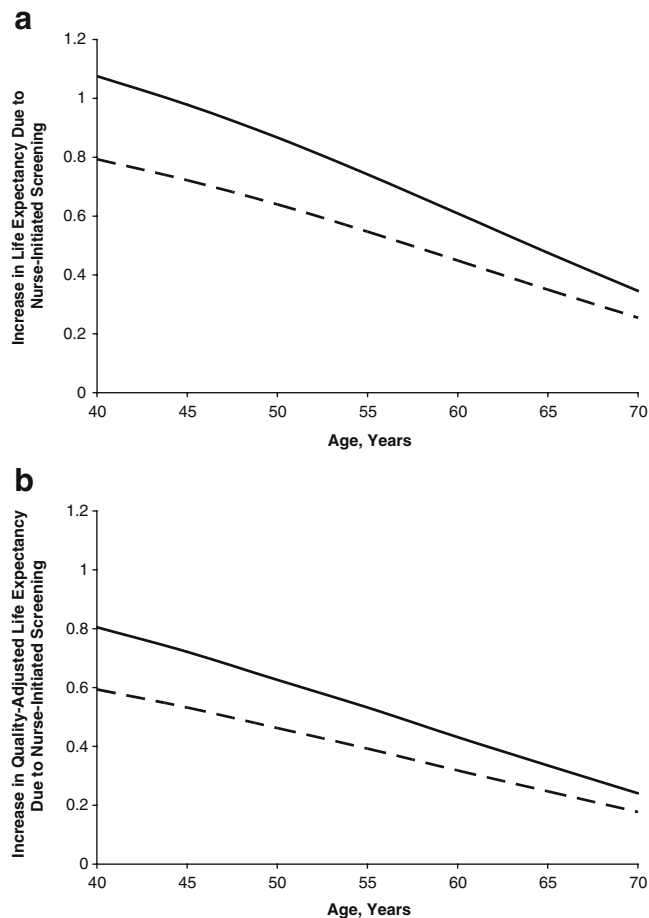 a
Increase in Life Expectancy Due to
Nurse-Initiated Screening
1.2
1
0.8
0.6
0.4
0.2
0
40 45 50 55 60 65 70
Age, Years
b
Increase in Quality-Adjusted Life Expectancy
Due to Nurse-Initiated Screening
1.2
1
0.8
0.6
0.4
0.2
0
40 45 50 55 60 65 70
Age, Years